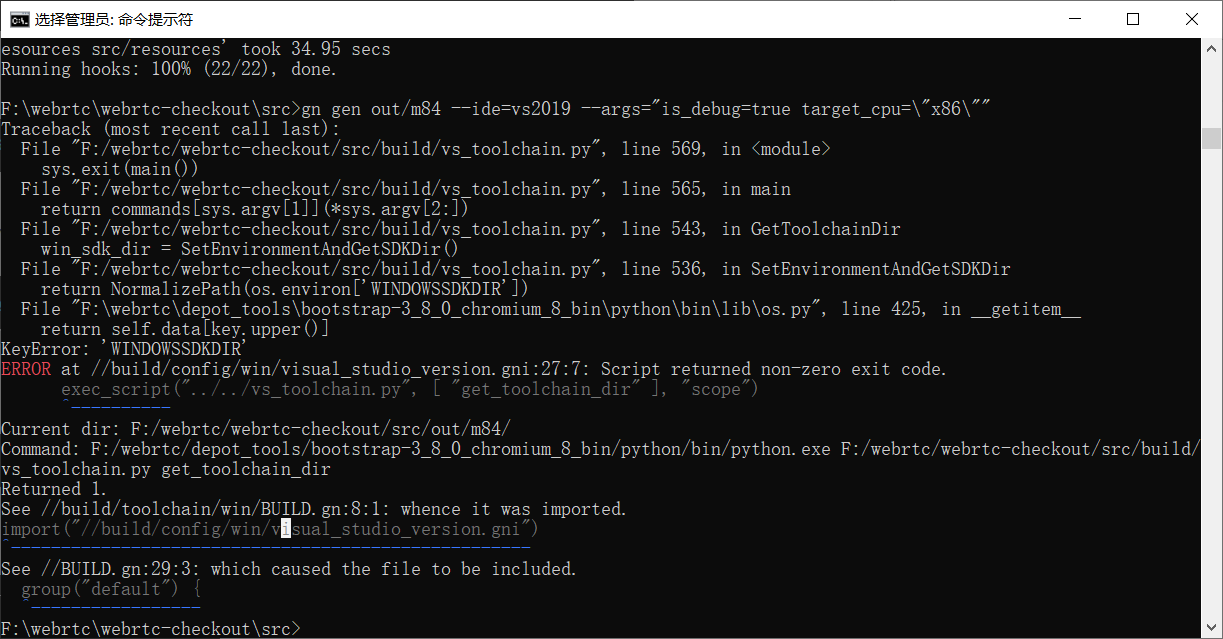 选择管理员: 命令提示符
esources src/resources' took 34.95 secs
Running hooks: 100% (22/22), done.
F:\webrtc\webrtc-checkout\src>gn gen out/m84 --ide=vs2019 --args="is_debug=true target_cpu=\"x86\""
Traceback (most recent call last):
  File "F:/webrtc/webrtc-checkout/src/build/vs_toolchain.py", line 569, in <module>
    sys.exit(main())
  File "F:/webrtc/webrtc-checkout/src/build/vs_toolchain.py", line 565, in main
    return commands[sys.argv[1]](*sys.argv[2:])
  File "F:/webrtc/webrtc-checkout/src/build/vs_toolchain.py", line 543, in GetToolchainDir
    win_sdk_dir = SetEnvironmentAndGetSDKDir()
  File "F:/webrtc/webrtc-checkout/src/build/vs_toolchain.py", line 536, in SetEnvironmentAndGetSDKDir
    return NormalizePath(os.environ['WINDOWSSDKDIR'])
  File "F:\webrtc\depot_tools\bootstrap-3_8_0_chromium_8_bin\python\bin\lib\os.py", line 425, in __getitem__
    return self.data[key.upper()]
KeyError: 'WINDOWSSDKDIR'
ERROR at //build/config/win/visual_studio_version.gni:27:7: Script returned non-zero exit code.
      exec_script("../../vs_toolchain.py", [ "get_toolchain_dir" ], "scope")
      ^----------
Current dir: F:/webrtc/webrtc-checkout/src/out/m84/
Command: F:/webrtc/depot_tools/bootstrap-3_8_0_chromium_8_bin/python/bin/python.exe F:/webrtc/webrtc-checkout/src/build/
vs_toolchain.py get_toolchain_dir
Returned 1.
See //build/toolchain/win/BUILD.gn:8:1: whence it was imported.
import("//build/config/win/visual_studio_version.gni")
^----------------------------------------------------
See //BUILD.gn:29:3: which caused the file to be included.
  group("default") {
  ^-----------------
F:\webrtc\webrtc-checkout\src>